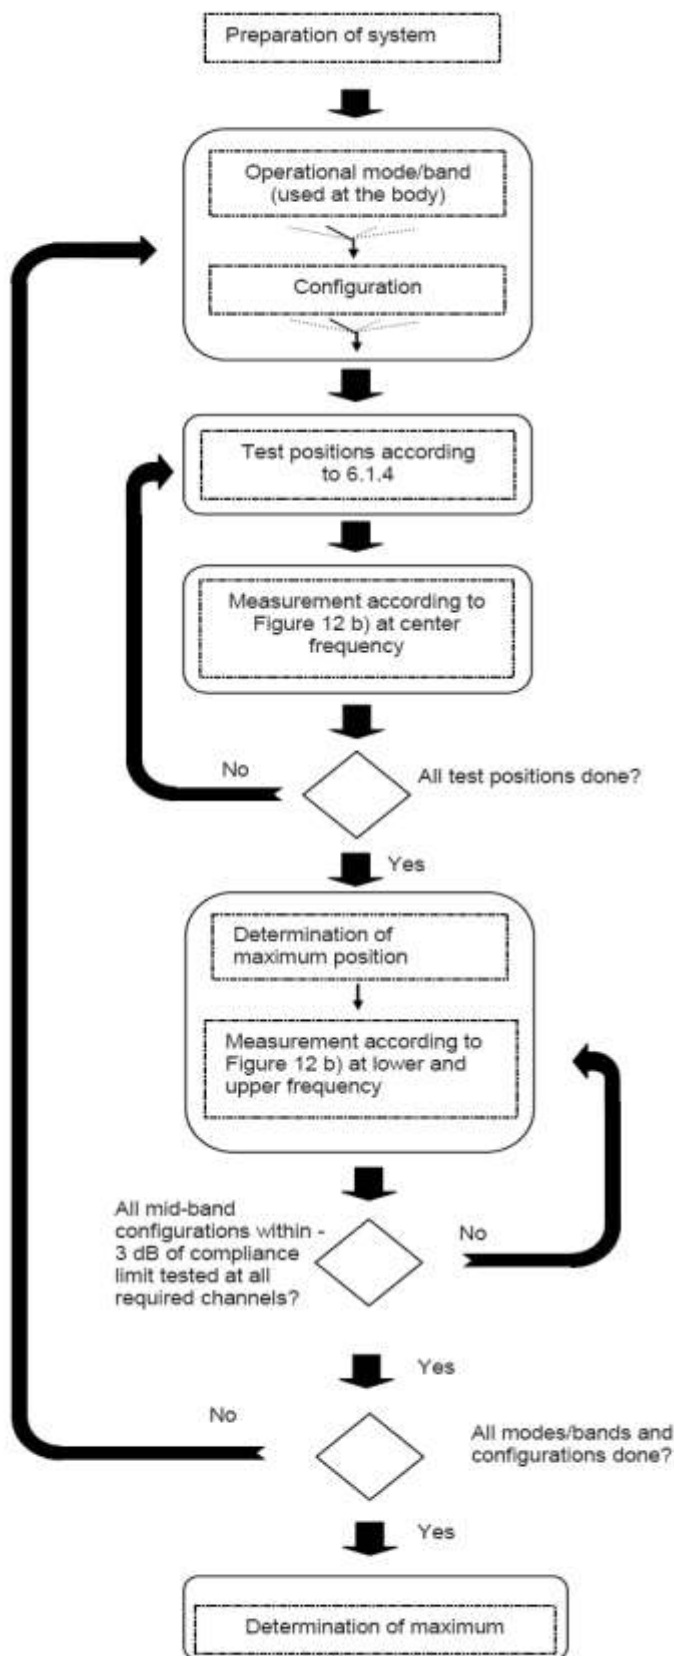 Preparation of system
Operational mode/band
(used at the body)
Configuration
Test positions according
to 6.1.4
Measurement according to
Figure 12 b) at center
frequency
No
All test positions done?
Yes
Determination of
maximum position
Measurement according to
Figure 12 b) at lower and
upper frequency
All mid-band
configurations within -
3 dB of compliance
limit tested at all
required channels?
No
Yes
No
All modes/bands and
configurations done?
Yes
Determination of maximum